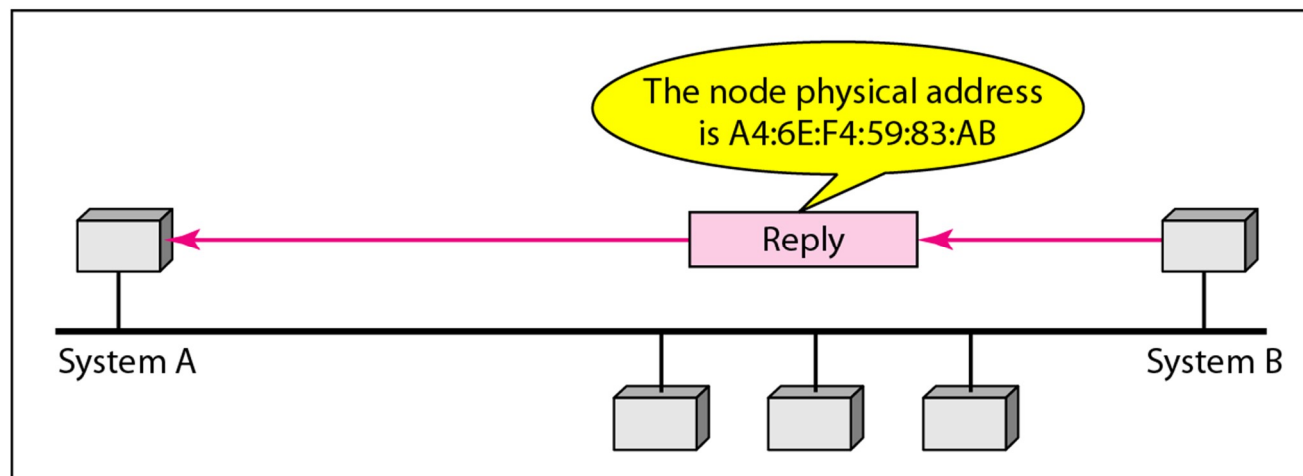 The node physical address
is A4:6E:F4:59:83:AB
Reply
System A
System B